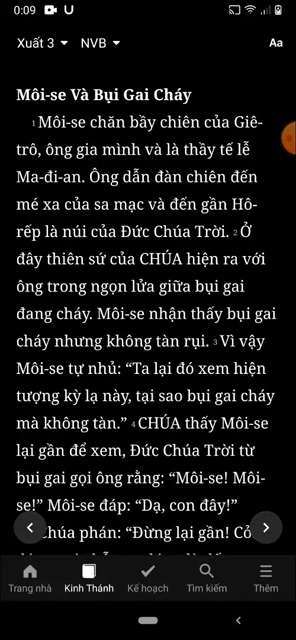 0:09
Xuất 3 NVB Aa
Môi-se Và Bụi Gai Cháy
1 Môi-se chăn bầy chiên của Giê-
trô, ông gia mình và là thầy tế lễ
Ma-đi-an. Ông dẫn đàn chiên đến
mé xa của sa mạc và đến gần Hô-
rếp là núi của Đức Chúa Trời. 2 Ở
đây thiên sứ của CHÚA hiện ra với
ông trong ngọn lửa giữa bụi gai
đang cháy. Môi-se nhận thấy bụi gai
cháy nhưng không tàn rụi. 3 Vì vậy
Môi-se tự nhủ: “Ta lại đó xem hiện
tượng kỳ lạ này, tại sao bụi gai cháy
mà không tàn.” 4 CHÚA thấy Môi-se
lại gần để xem, Đức Chúa Trời từ
bụi gai gọi ông rằng: “Môi-se! Môi-
se!” Môi-se đáp: “Dạ, con đây!”
Chúa phán: “Đừng lại gần! Cỏ
Trang nhà Kinh Thánh Kế hoạch Tìm kiếm Thêm